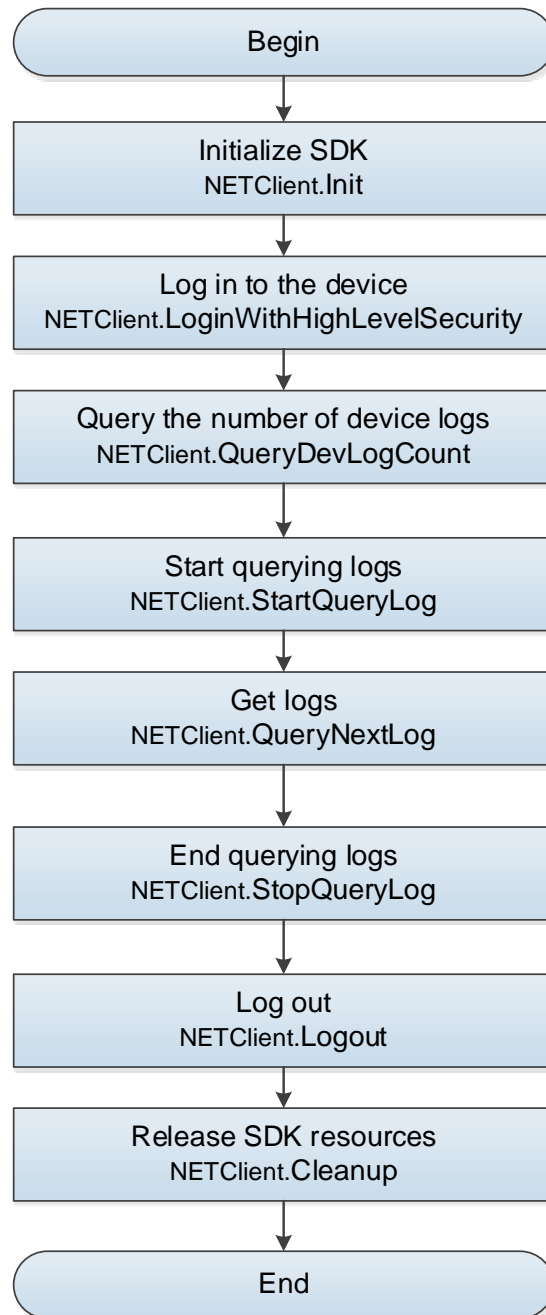 Begin
Initialize SDK
NETClient.Init
Log in to the device
NETClient.LoginWithHighLevelSecurity
Query the number of device logs
NETClient.QueryDevLogCount
Start querying logs
NETClient.StartQueryLog
Get logs
NETClient.QueryNextLog
End querying logs
NETClient.StopQueryLog
Log out
NETClient.Logout
Release SDK resources
NETClient.Cleanup
End